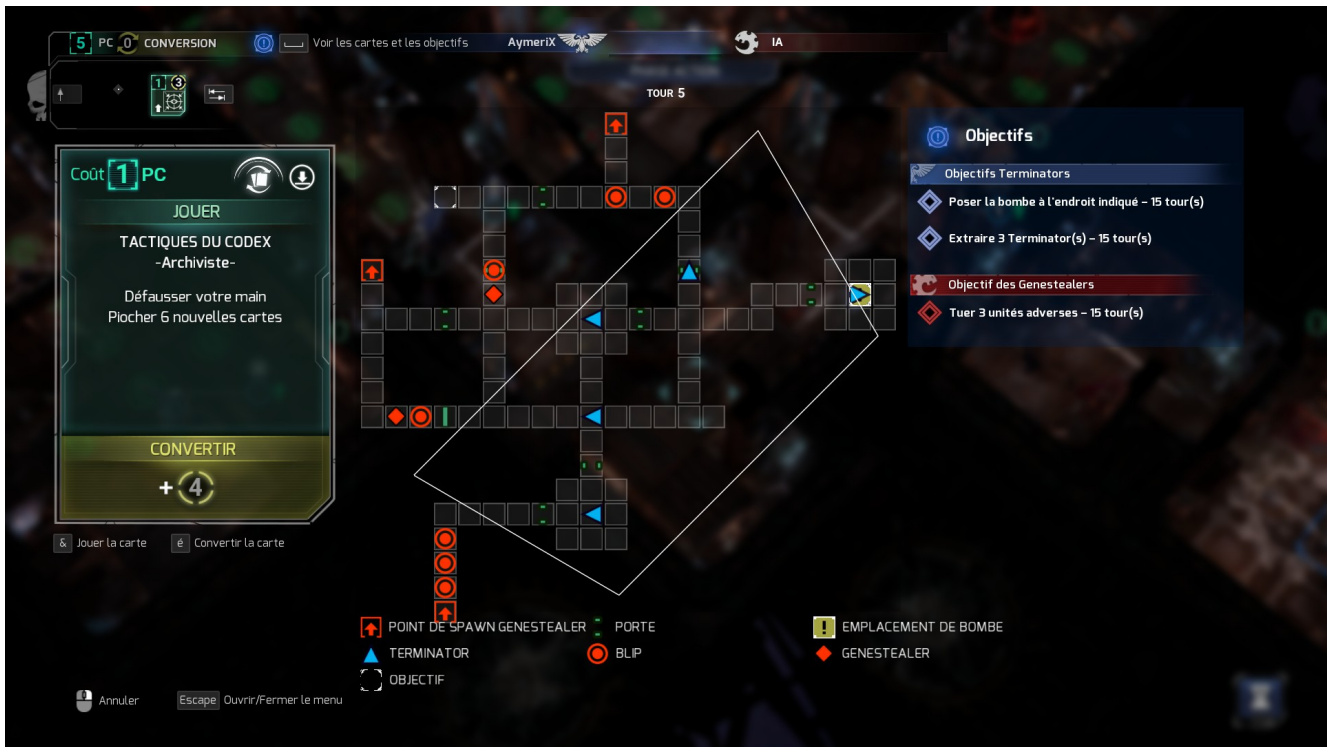 5 PC 0 CONVERSION
Voir les cartes et les objectifs
AymeriX
IA
TOUR 5
1 3
Coût 1 PC
JOUER
TACTIQUES DU CODEX
-Archiviste-
Défausser votre main
Piocher 6 nouvelles cartes
CONVERTIR
+ 4
& Jouer la carte
é Convertir la carte
Objectifs
Objectifs Terminators
Poser la bombe à l'endroit indiqué – 15 tour(s)
Extraire 3 Terminator(s) – 15 tour(s)
Objectif des Genestealers
Tuer 3 unités adverses – 15 tour(s)
POINT DE SPAWN GENESTEALER
PORTE
! EMPLACEMENT DE BOMBE
TERMINATOR
BLIP
GENESTEALER
OBJECTIF
Annuler
Escape Ouvrir/Fermer le menu